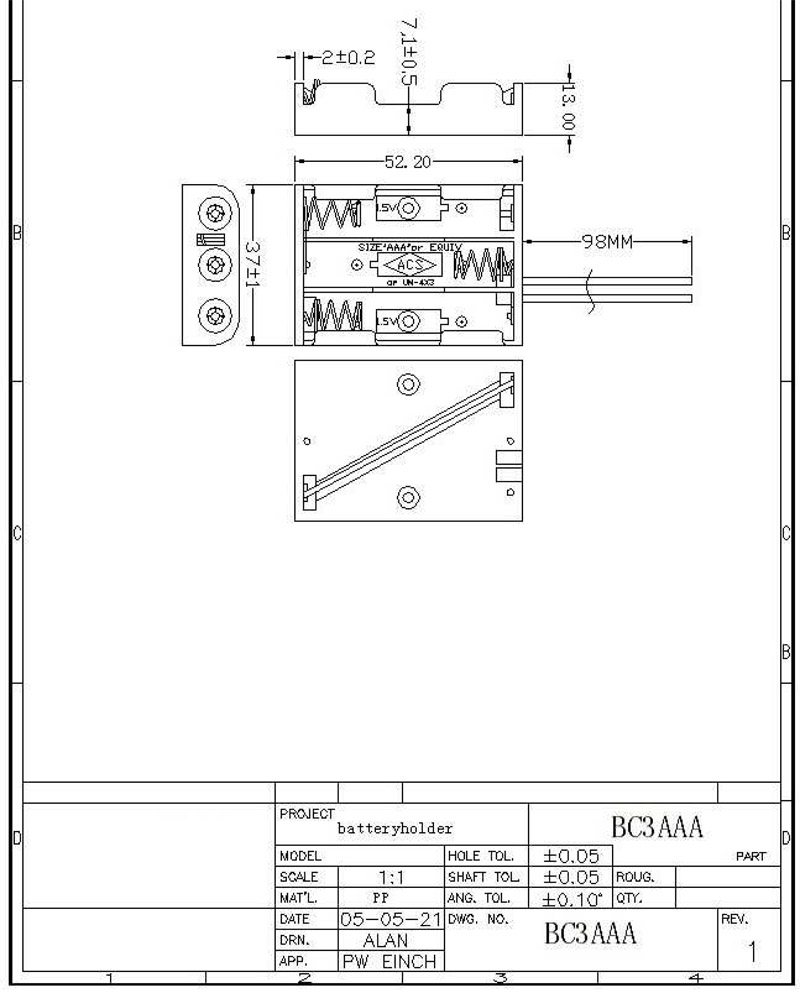 7.1±0.5
2±0.2
13.00
52.20
1.5V
B
B
98MM
SIZE'AAA'or EQUIV
37±1
ACS
or UM-4X3
1.5V
C
C
B
PROJECT
batteryholder
BC3AAA
D
D
MODEL
HOLE TOL.
±0.05
PART
SCALE
1:1
SHAFT TOL.
±0.05
ROUG.
MAT'L.
PP
ANG. TOL.
±0.10°
QTY.
DATE
05-05-21
DWG. NO.
BC3AAA
REV.
DRN.
ALAN
1
APP.
PW EINCH
1
2
3
4